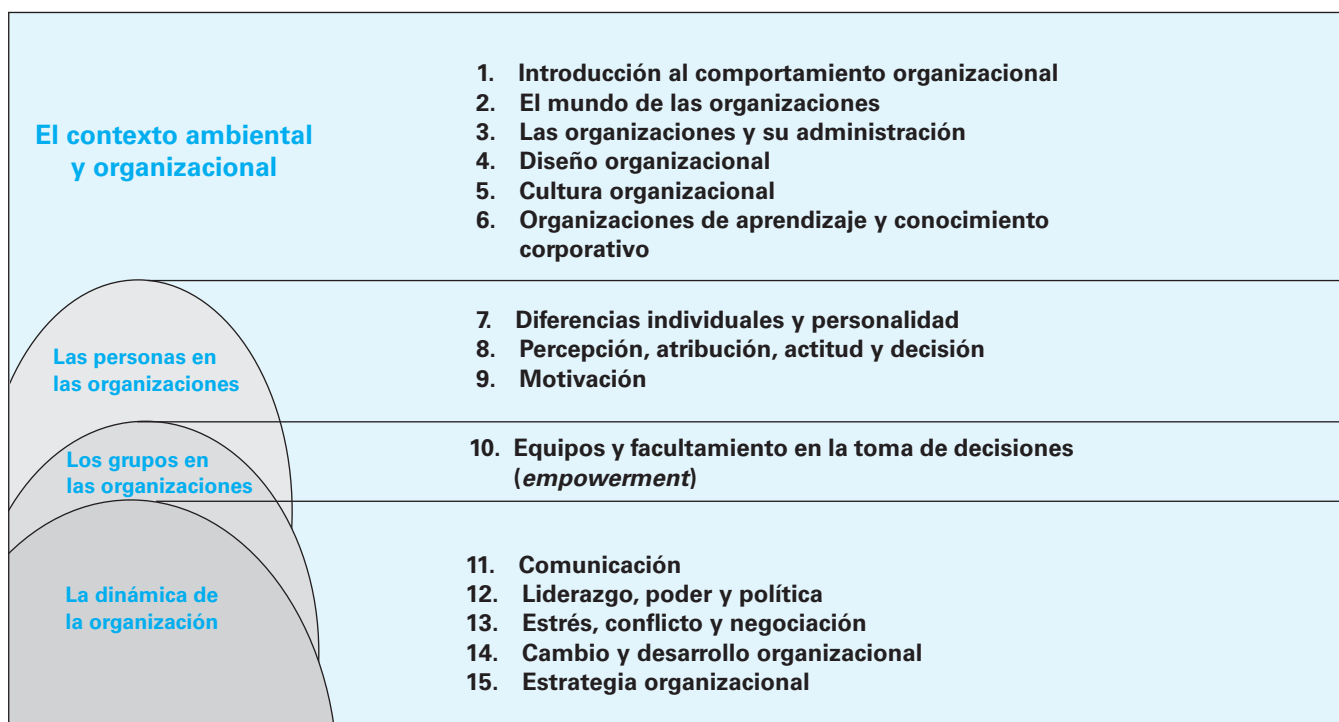 El contexto ambiental
y organizacional
1. Introducción al comportamiento organizacional
2. El mundo de las organizaciones
3. Las organizaciones y su administración
4. Diseño organizacional
5. Cultura organizacional
6. Organizaciones de aprendizaje y conocimiento
corporativo
Las personas en
las organizaciones
7. Diferencias individuales y personalidad
8. Percepción, atribución, actitud y decisión
9. Motivación
Los grupos en
las organizaciones
10. Equipos y facultamiento en la toma de decisiones
(empowerment)
La dinámica de
la organización
11. Comunicación
12. Liderazgo, poder y política
13. Estrés, conflicto y negociación
14. Cambio y desarrollo organizacional
15. Estrategia organizacional